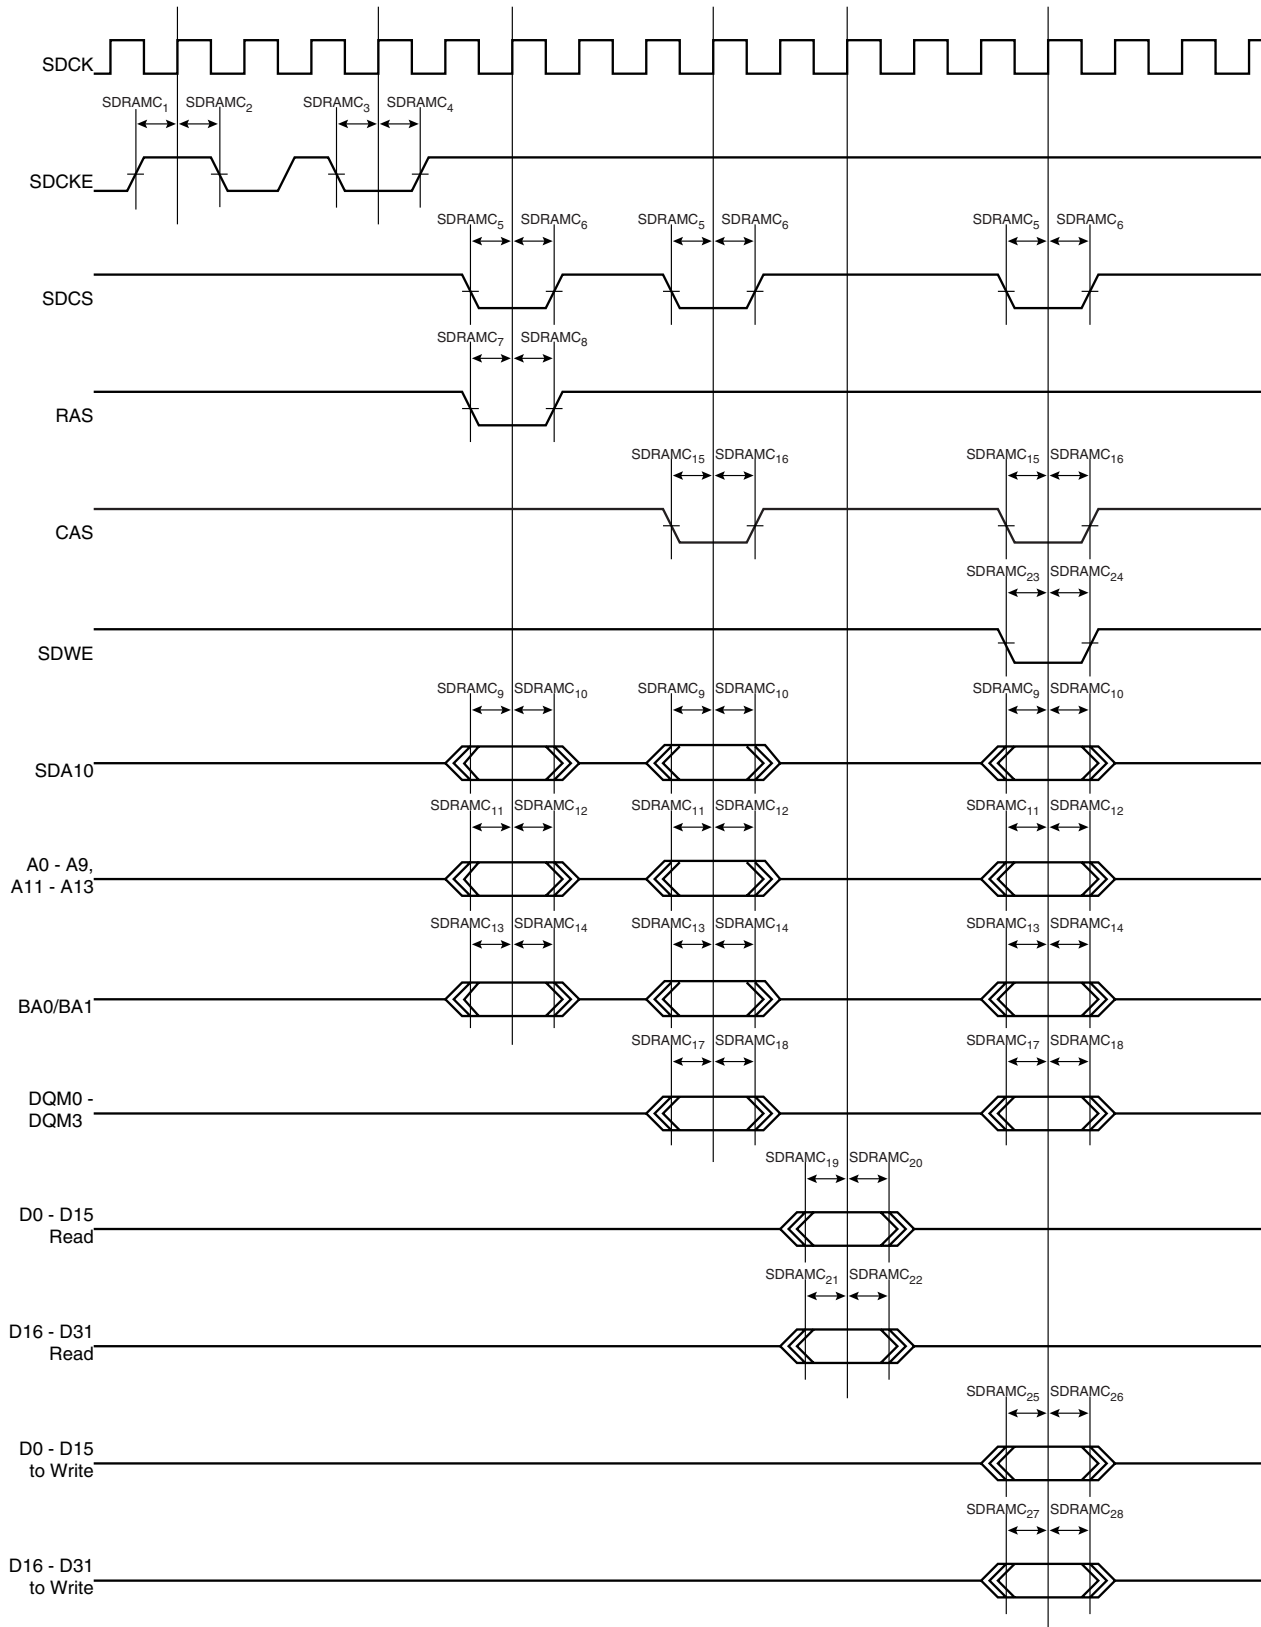 SDCK
SDRAMC1 SDRAMC2 SDRAMC3 SDRAMC4
SDCKE
SDRAMC5 SDRAMC6 SDRAMC5 SDRAMC6 SDRAMC5 SDRAMC6
SDCS
SDRAMC7 SDRAMC8
RAS
SDRAMC15 SDRAMC16 SDRAMC15 SDRAMC16
CAS
SDRAMC23 SDRAMC24
SDWE
SDRAMC9 SDRAMC10 SDRAMC9 SDRAMC10 SDRAMC9 SDRAMC10
SDA10
SDRAMC11 SDRAMC12 SDRAMC11 SDRAMC12 SDRAMC11 SDRAMC12
A0 - A9,
A11 - A13
SDRAMC13 SDRAMC14 SDRAMC13 SDRAMC14 SDRAMC13 SDRAMC14
BA0/BA1
SDRAMC17 SDRAMC18 SDRAMC17 SDRAMC18
DQM0 -
DQM3
SDRAMC19 SDRAMC20
D0 - D15
Read
SDRAMC21 SDRAMC22
D16 - D31
Read
SDRAMC25 SDRAMC26
D0 - D15
to Write
SDRAMC27 SDRAMC28
D16 - D31
to Write